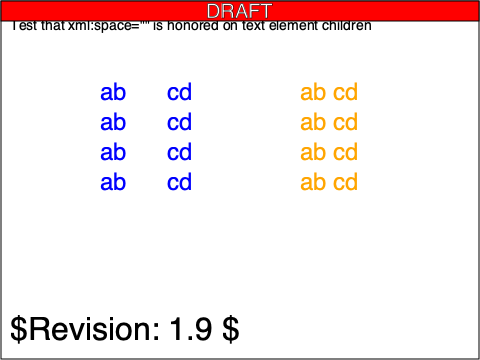 DRAFT
Test that xml:space="" is honored on text element children
ab cd ab cd
ab cd ab cd
ab cd ab cd
ab cd ab cd
$Revision: 1.9 $